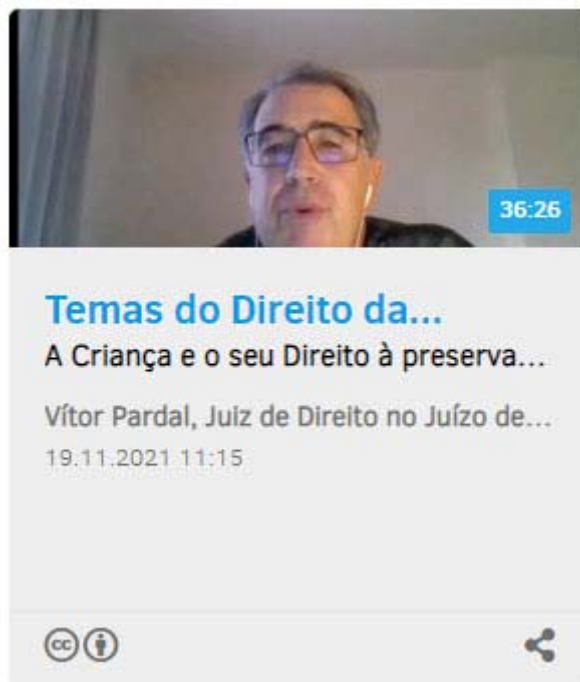 36:26
Temas do Direito da...
A Criança e o seu Direito à preserva...
Vítor Pardal, Juiz de Direito no Juízo de...
19.11.2021 11:15
cc